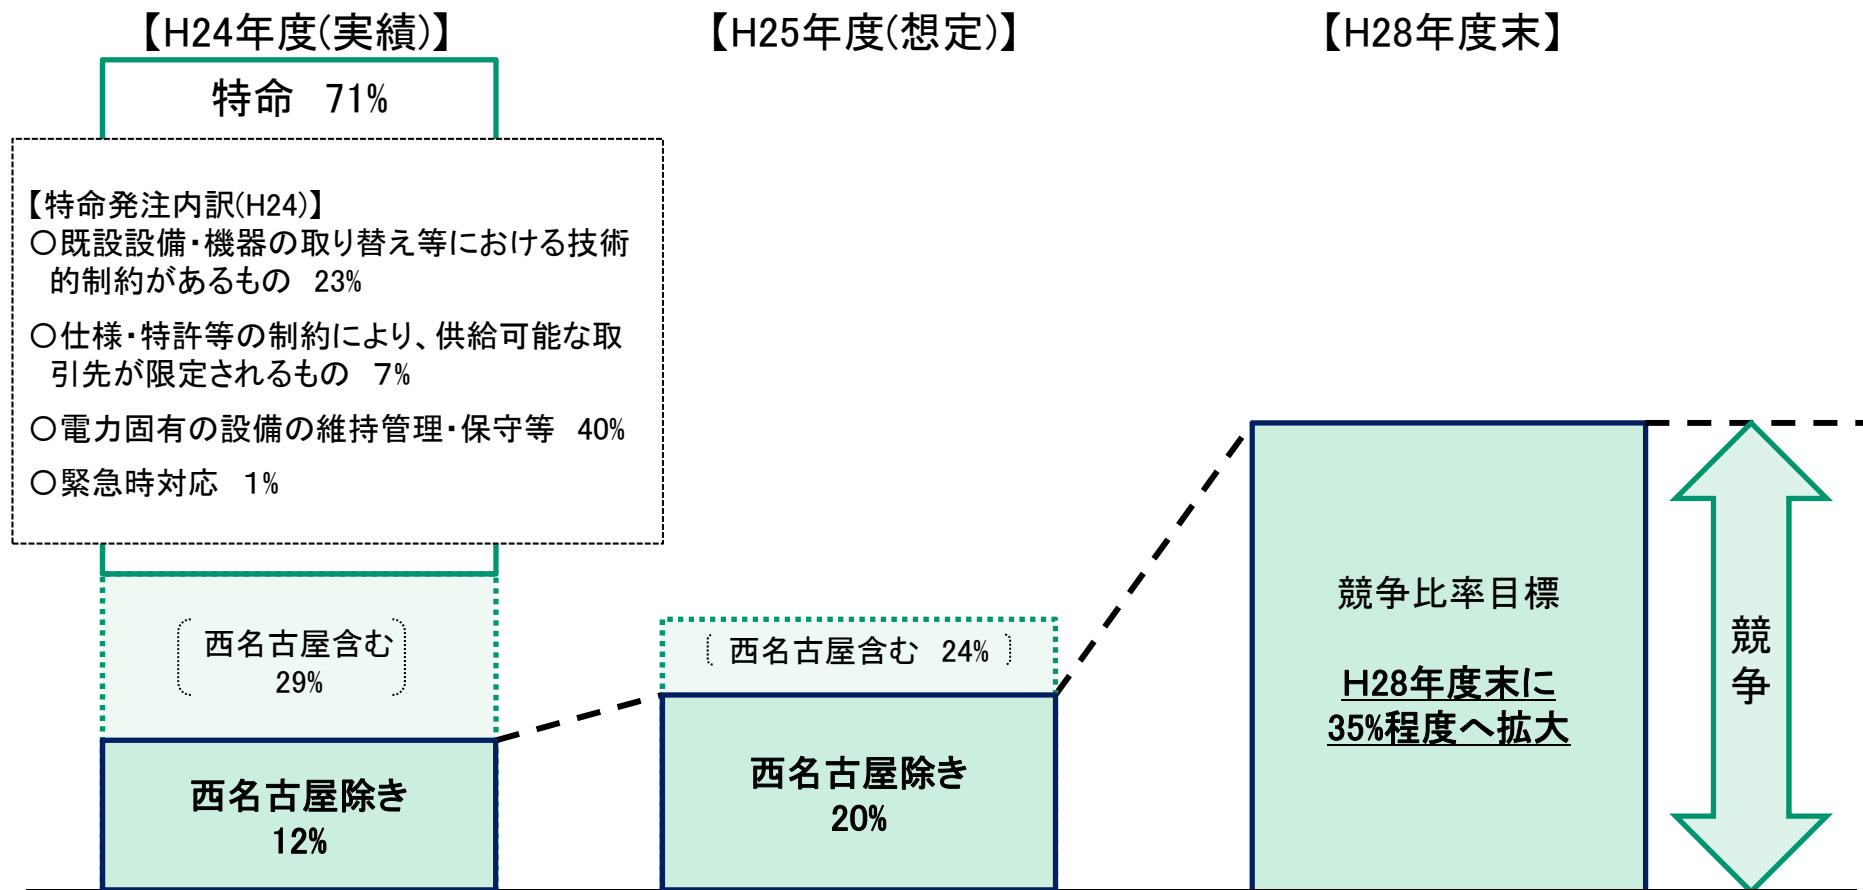 【H24年度(実績)】
【H25年度(想定)】
【H28年度末】
特命 71%
【特命発注内訳(H24)】
○既設設備・機器の取り替え等における技術
的制約があるもの 23%
○仕様・特許等の制約により、供給可能な取
引先が限定されるもの 7%
○電力固有の設備の維持管理・保守等 40%
○緊急時対応 1%
西名古屋含む
29%
西名古屋除き
12%
西名古屋含む 24%
西名古屋除き
20%
競争比率目標
H28年度末に
35%程度へ拡大
競争